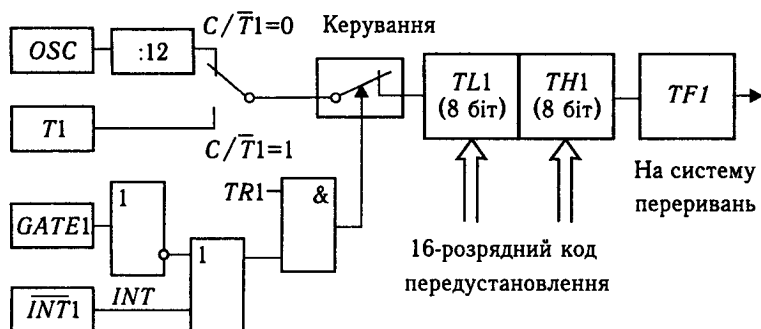 C/T̅1=0 Керування
OSC :12
TL1 TH1 TF1
(8 біт) (8 біт)
T1
C/T̅1=1
На систему
переривань
TR1 &
1
GATE1
16-розрядний код
передустановлення
1
I̅N̅T̅1 INT